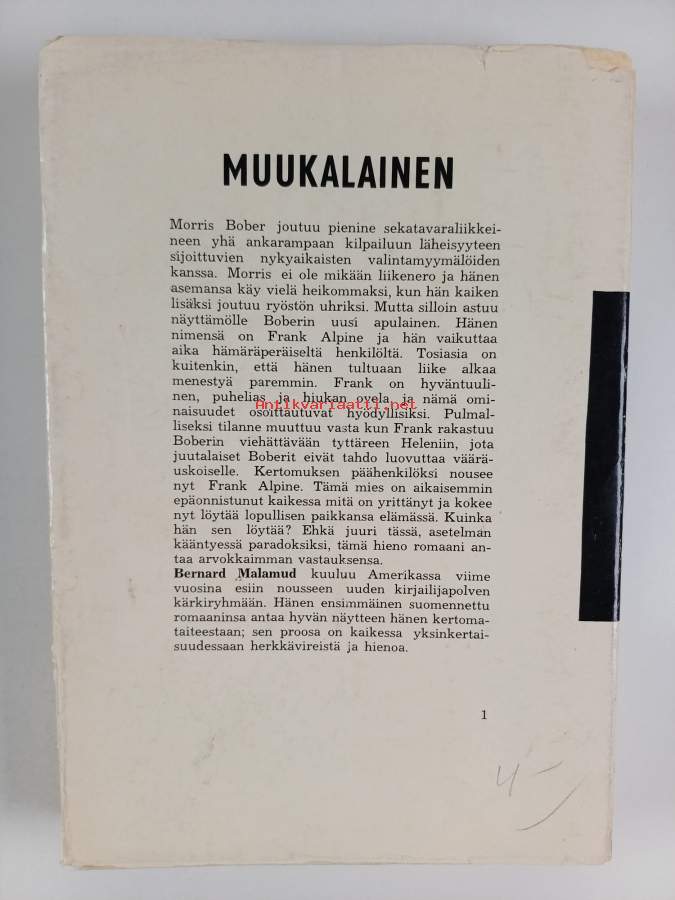 MUUKALAINEN
Morris Bober joutuu pienine sekatavaraliikkei-
neen yhä ankarampaan kilpailuun läheisyyteen
sijoittuvien nykyaikaisten valintamyymälöiden
kanssa. Morris ei ole mikään liikenero ja hänen
asemansa käy vielä heikommaksi, kun hän kaiken
lisäksi joutuu ryöstön uhriksi. Mutta silloin astuu
näyttämölle Boberin uusi apulainen. Hänen
nimensä on Frank Alpine ja hän vaikuttaa
aika hämäräperäiseltä henkilöltä. Tosiasia on
kuitenkin, että hänen tultuaan liike alkaa
menestyä paremmin. Frank on hyväntuuli-
nen, puhelias ja hiukan ovela ja nämä omi-
Antikvariaatti.net
naisuudet osoittautuvat hyödyllisiksi. Pulmal-
liseksi tilanne muuttuu vasta kun Frank rakastuu
Boberin viehättävään tyttäreen Heleniin, jota
juutalaiset Boberit eivät tahdo luovuttaa väärä-
uskoiselle. Kertomuksen päähenkilöksi nousee
nyt Frank Alpine. Tämä mies on aikaisemmin
epäonnistunut kaikessa mitä on yrittänyt ja kokee
nyt löytää lopullisen paikkansa elämässä. Kuinka
hän sen löytää? Ehkä juuri tässä, asetelman
kääntyessä paradoksiksi, tämä hieno romaani an-
taa arvokkaimman vastauksensa.
Bernard Malamud kuuluu Amerikassa viime
vuosina esiin nousseen uuden kirjailijapolven
kärkiryhmään. Hänen ensimmäinen suomennettu
romaaninsa antaa hyvän näytteen hänen kertoma-
taiteestaan; sen proosa on kaikessa yksinkertai-
suudessaan herkkävireistä ja hienoa.
1
4-